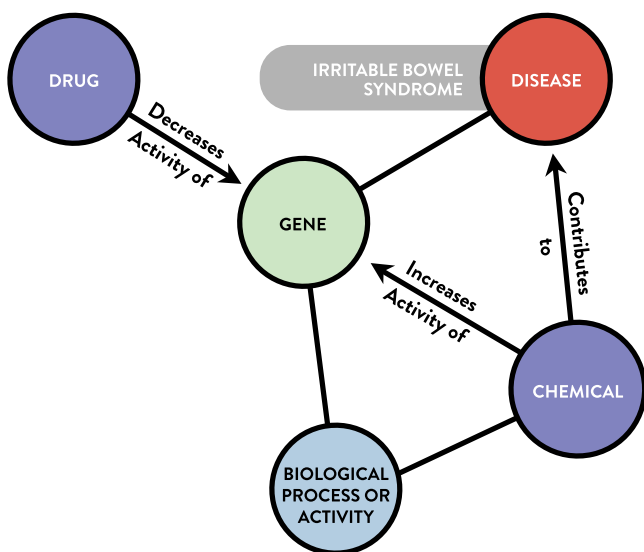 DRUG
IRRITABLE BOWEL
SYNDROME
DISEASE
Decreases
Activity of
GENE
Contributes
to
Increases
Activity of
CHEMICAL
BIOLOGICAL
PROCESS OR
ACTIVITY